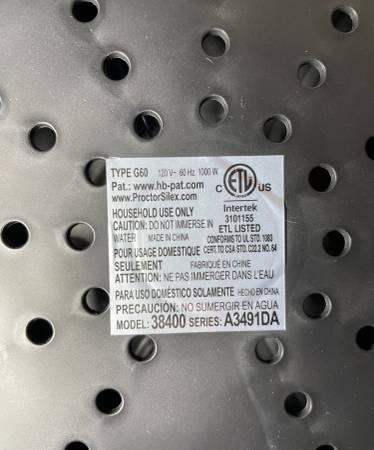 TYPE G60 120 V~ 60 Hz 1000 W
Pat.: www.hb-pat.com
www.ProctorSilex.com
C ETL US
Intertek
3101155
ETL LISTED
CONFORMS TO UL STD. 1083
CERT. TO CSA STD. C22.2 NO. 64
HOUSEHOLD USE ONLY
CAUTION: DO NOT IMMERSE IN
WATER MADE IN CHINA
POUR USAGE DOMESTIQUE
SEULEMENT FABRIQUÉ EN CHINE
ATTENTION: NE PAS IMMERGER DANS L'EAU
PARA USO DOMÉSTICO SOLAMENTE HECHO EN CHINA
PRECAUCIÓN: NO SUMERGIR EN AGUA
MODEL: 38400 SERIES: A3491DA